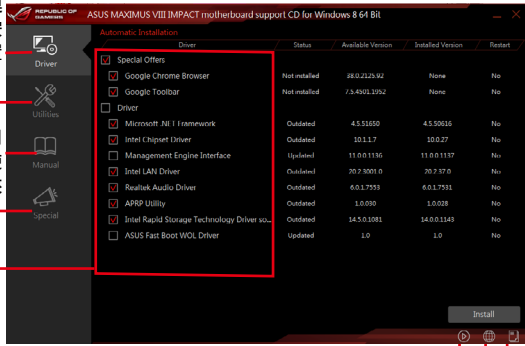 REPUBLIC OF GAMERS
ASUS MAXIMUS VIII IMPACT motherboard support CD for Windows 8 64 Bit
Automatic Installation
Driver Status Available Version Installed Version Restart
Special Offers
Google Chrome Browser Not installed 38.0.2125.92 None No
Google Toolbar Not installed 7.5.4501.1952 None No
Driver
Microsoft .NET Framework Outdated 4.5.51650 4.5.50616 No
Intel Chipset Driver Outdated 10.1.1.7 10.0.27 No
Management Engine Interface Updated 11.0.0.1136 11.0.0.1137 No
Intel LAN Driver Outdated 20.2.3001.0 20.2.37.0 No
Realtek Audio Driver Outdated 6.0.1.7553 6.0.1.7531 No
APRP Utility Outdated 1.0.030 1.0.028 No
Intel Rapid Storage Technology Driver so... Outdated 14.5.0.1081 14.0.0.1143 No
ASUS Fast Boot WOL Driver Updated 1.0 1.0 No
Driver
Utilities
Manual
Special
Install